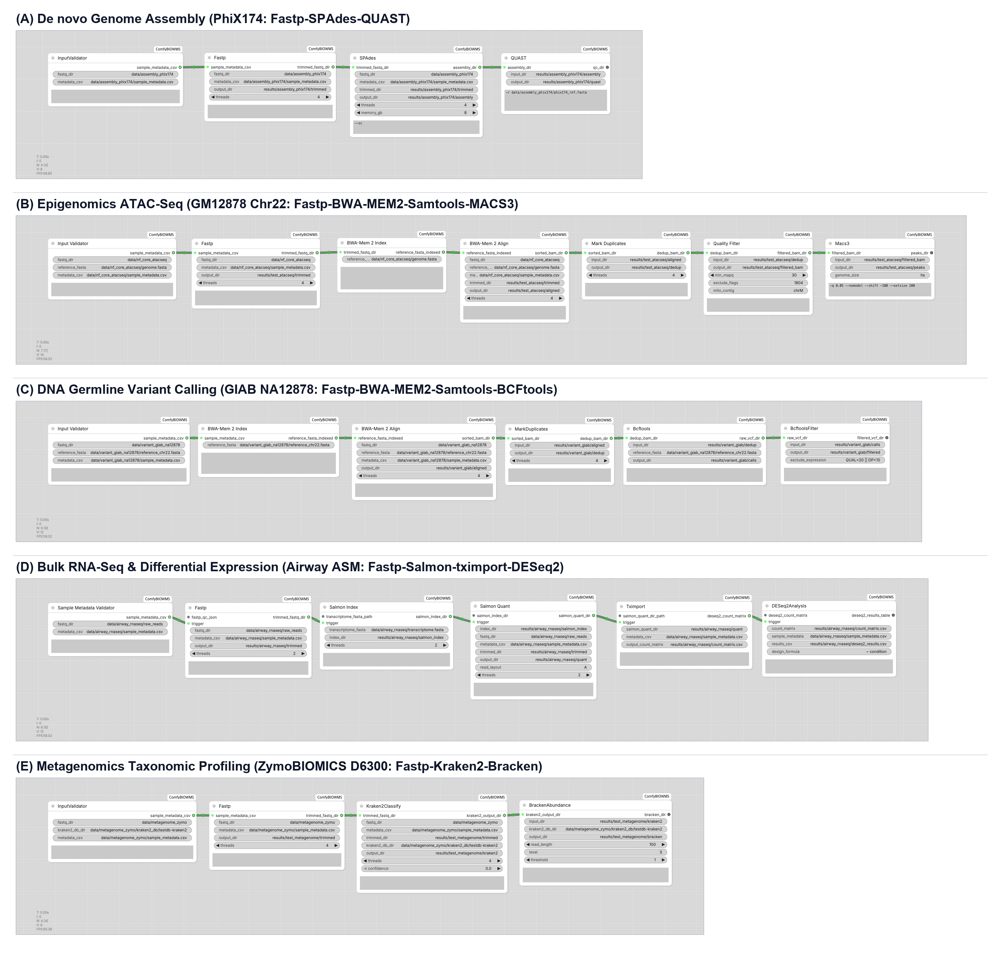 (A) De novo Genome Assembly (PhiX174: Fastp-SPAdes-QUAST)
ComfyBIOWMS
InputValidator
sample_metadata_csv
fastq_dir data/assembly_phix174
metadata_csv data/assembly_phix174/sample_metadata.csv
ComfyBIOWMS
Fastp
sample_metadata_csv trimmed_fastq_dir
fastq_dir data/assembly_phix174
metadata_csv data/assembly_phix174/sample_metadata.csv
output_dir results/assembly_phix174/trimmed
threads 4
ComfyBIOWMS
SPAdes
trimmed_fastq_dir assembly_dir
fastq_dir data/assembly_phix174
metadata_csv data/assembly_phix174/sample_metadata.csv
trimmed_dir results/assembly_phix174/trimmed
output_dir results/assembly_phix174/assembly
threads 4
memory_gb 8
--sc
ComfyBIOWMS
QUAST
assembly_dir qc_dir
input_dir results/assembly_phix174/assembly
output_dir results/assembly_phix174/quast
-r data/assembly_phix174/phix174_ref.fasta
T: 0.00s
I: 0
N: 4 [4]
V: 8
FPS:56.82
(B) Epigenomics ATAC-Seq (GM12878 Chr22: Fastp-BWA-MEM2-Samtools-MACS3)
ComfyBIOWMS
Input Validator
sample_metadata_csv
fastq_dir data/nf_core_atacseq
reference_fasta data/nf_core_atacseq/genome.fasta
metadata_csv data/nf_core_atacseq/sample_metadata.csv
ComfyBIOWMS
Fastp
sample_metadata_csv trimmed_fastq_dir
fastq_dir data/nf_core_atacseq
metadata_csv data/nf_core_atacseq/sample_metadata.csv
output_dir results/test_atacseq/trimmed
threads 4
ComfyBIOWMS
BWA-Mem 2 Index
trimmed_fastq_dir reference_fasta_indexed
reference_ ... data/nf_core_atacseq/genome.fasta
ComfyBIOWMS
BWA-Mem 2 Align
reference_fasta_indexed sorted_bam_dir
fastq_dir data/nf_core_atacseq
reference_ ... data/nf_core_atacseq/genome.fasta
me... data/nf_core_atacseq/sample_metadata.csv
trimmed_dir results/test_atacseq/trimmed
output_dir results/test_atacseq/aligned
threads 4
ComfyBIOWMS
Mark Duplicates
sorted_bam_dir dedup_bam_dir
input_dir results/test_atacseq/aligned
output_dir results/test_atacseq/dedup
threads 4
ComfyBIOWMS
Quality Filter
dedup_bam_dir filtered_bam_dir
input_dir results/test_atacseq/dedup
output_dir results/test_atacseq/filtered_bam
min_mapq 30
exclude_flags 1804
mito_contig chrM
ComfyBIOWMS
Macs3
filtered_bam_dir peaks_dir
input_dir results/test_atacseq/filtered_bam
output_dir results/test_atacseq/peaks
genome_size hs
-q 0.05 --nomodel --shift -100 --extsize 200
T: 0.00s
I: 0
N: 7 [7]
V: 14
FPS:59.52
(C) DNA Germline Variant Calling (GIAB NA12878: Fastp-BWA-MEM2-Samtools-BCFtools)
ComfyBIOWMS
Input Validator
sample_metadata_csv
fastq_dir data/variant_giab_na12878
reference_fasta data/variant_giab_na12878/reference_chr22.fasta
metadata_csv data/variant_giab_na12878/sample_metadata.csv
ComfyBIOWMS
BWA-Mem 2 Index
sample_metadata_csv reference_fasta_indexed
reference_fasta data/variant_giab_na12878/reference_chr22.fasta
ComfyBIOWMS
BWA-Mem 2 Align
reference_fasta_indexed sorted_bam_dir
fastq_dir data/variant_giab_na12878
reference_fasta data/variant_giab_na12878/reference_chr22.fasta
metadata_csv data/variant_giab_na12878/sample_metadata.csv
output_dir results/variant_giab/aligned
threads 4
ComfyBIOWMS
MarkDuplicates
sorted_bam_dir dedup_bam_dir
input_dir results/variant_giab/aligned
output_dir results/variant_giab/dedup
threads 4
ComfyBIOWMS
Bcftools
dedup_bam_dir raw_vcf_dir
input_dir results/variant_giab/dedup
reference_fasta data/variant_giab_na12878/reference_chr22.fasta
output_dir results/variant_giab/calls
ComfyBIOWMS
BcftoolsFilter
raw_vcf_dir filtered_vcf_dir
input_dir results/variant_giab/calls
output_dir results/variant_giab/filtered
exclude_expression QUAL<20 || DP<10
T: 0.00s
I: 0
N: 6 [6]
V: 12
FPS:59.52
(D) Bulk RNA-Seq & Differential Expression (Airway ASM: Fastp-Salmon-tximport-DESeq2)
ComfyBIOWMS
Sample Metadata Validator
sample_metadata_csv
fastq_dir data/airway_rnaseq/raw_reads
metadata_csv data/airway_rnaseq/sample_metadata.csv
ComfyBIOWMS
Fastp
fastp_qc_json trimmed_fastq_dir
trigger
fastq_dir data/airway_rnaseq/raw_reads
metadata_csv data/airway_rnaseq/sample_metadata.csv
output_dir results/airway_rnaseq/trimmed
threads 2
ComfyBIOWMS
Salmon Index
transcriptome_fasta_path salmon_index_dir
trigger
transcriptome_fasta data/airway_rnaseq/transcriptome.fasta
index_dir results/airway_rnaseq/salmon_index
threads 2
ComfyBIOWMS
Salmon Quant
salmon_index_dir salmon_quant_dir
trigger
index_dir results/airway_rnaseq/salmon_index
fastq_dir data/airway_rnaseq/raw_reads
metadata_csv data/airway_rnaseq/sample_metadata.csv
trimmed_dir results/airway_rnaseq/trimmed
output_dir results/airway_rnaseq/quant
read_layout A
threads 2
ComfyBIOWMS
Tximport
salmon_quant_dir_path deseq2_count_matrix
trigger
salmon_quant_dir results/airway_rnaseq/quant
metadata_csv data/airway_rnaseq/sample_metadata.csv
output_count_matrix results/airway_rnaseq/count_matrix.csv
ComfyBIOWMS
DESeq2Analysis
deseq2_count_matrix deseq2_results_table
trigger
count_matrix results/airway_rnaseq/count_matrix.csv
sample_metadata data/airway_rnaseq/sample_metadata.csv
results_csv results/airway_rnaseq/deseq2_results.csv
design_formula ~ condition
T: 0.00s
I: 0
N: 6 [6]
V: 12
FPS:59.52
(E) Metagenomics Taxonomic Profiling (ZymoBIOMICS D6300: Fastp-Kraken2-Bracken)
ComfyBIOWMS
InputValidator
sample_metadata_csv
fastq_dir data/metagenome_zymo
kraken2_db_dir data/metagenome_zymo/kraken2_db/testdb-kraken2
metadata_csv data/metagenome_zymo/sample_metadata.csv
ComfyBIOWMS
Fastp
sample_metadata_csv trimmed_fastq_dir
fastq_dir data/metagenome_zymo
metadata_csv data/metagenome_zymo/sample_metadata.csv
output_dir results/test_metagenome/trimmed
threads 4
ComfyBIOWMS
Kraken2Classify
trimmed_fastq_dir kraken2_output_dir
fastq_dir data/metagenome_zymo
metadata_csv data/metagenome_zymo/sample_metadata.csv
trimmed_dir results/test_metagenome/trimmed
kraken2_db_dir data/metagenome_zymo/kraken2_db/testdb-kraken2
output_dir results/test_metagenome/kraken2
threads 4
confidence 0.0
ComfyBIOWMS
BrackenAbundance
kraken2_output_dir bracken_dir
input_dir results/test_metagenome/kraken2
kraken2_db_dir data/metagenome_zymo/kraken2_db/testdb-kraken2
output_dir results/test_metagenome/bracken
read_length 100
level S
threshold 1
T: 0.00s
I: 0
N: 4 [4]
V: 8
FPS:65.36